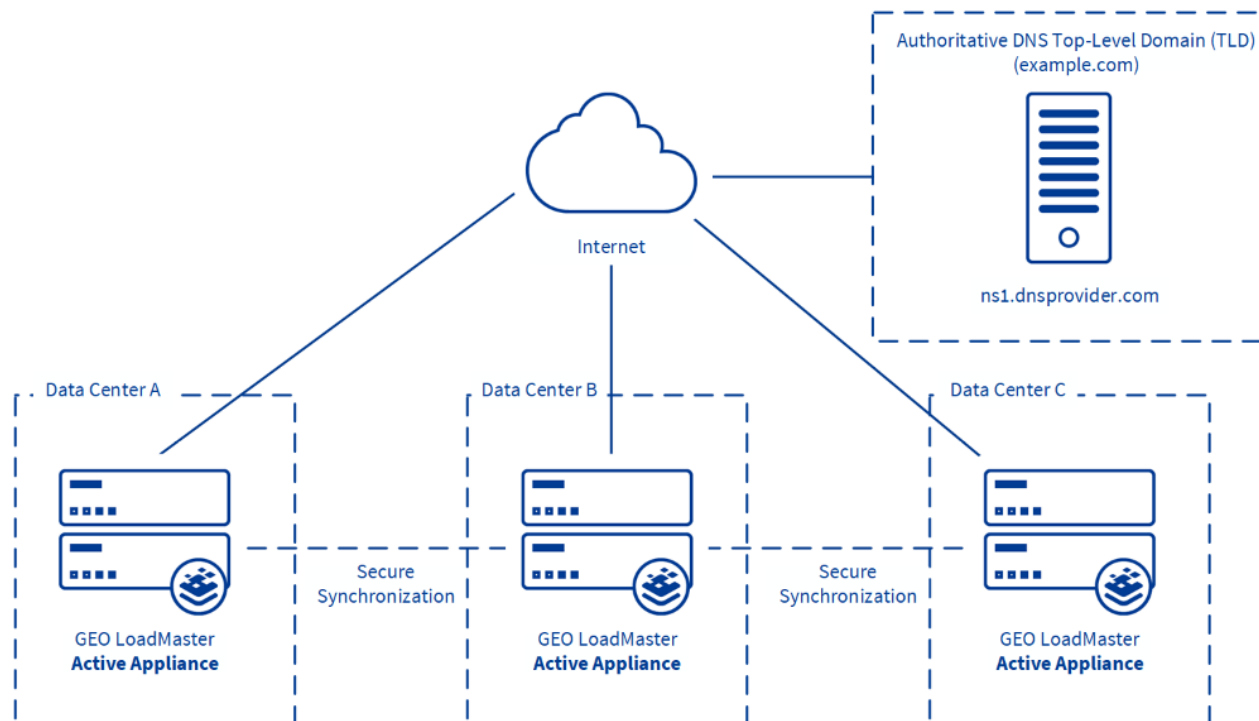 Authoritative DNS Top-Level Domain (TLD)
(example.com)
ns1.dnsprovider.com
Internet
Data Center A
Data Center B
Data Center C
Secure
Synchronization
Secure
Synchronization
GEO LoadMaster
Active Appliance
GEO LoadMaster
Active Appliance
GEO LoadMaster
Active Appliance